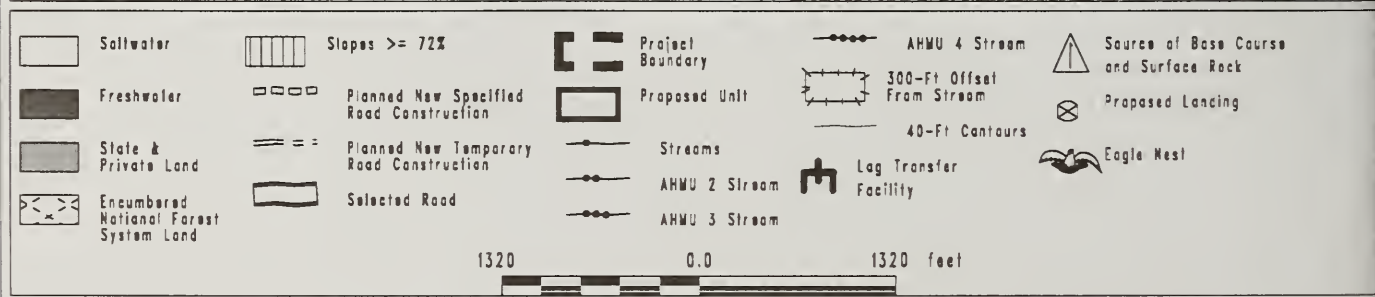 Saltwater
Freshwater
State &
Private Land
Encumbered
National Forest
System Land
Slopes >= 72%
Planned New Specified
Road Construction
Planned New Temporary
Road Construction
Selected Road
Project
Boundary
Proposed Unit
Streams
AHMU 2 Stream
AHMU 3 Stream
AHMU 4 Stream
300-Ft Offset
From Stream
40-Ft Contours
Log Transfer
Facility
Source of Base Course
and Surface Rock
Proposed Landing
Eagle Nest
1320 0.0 1320 feet